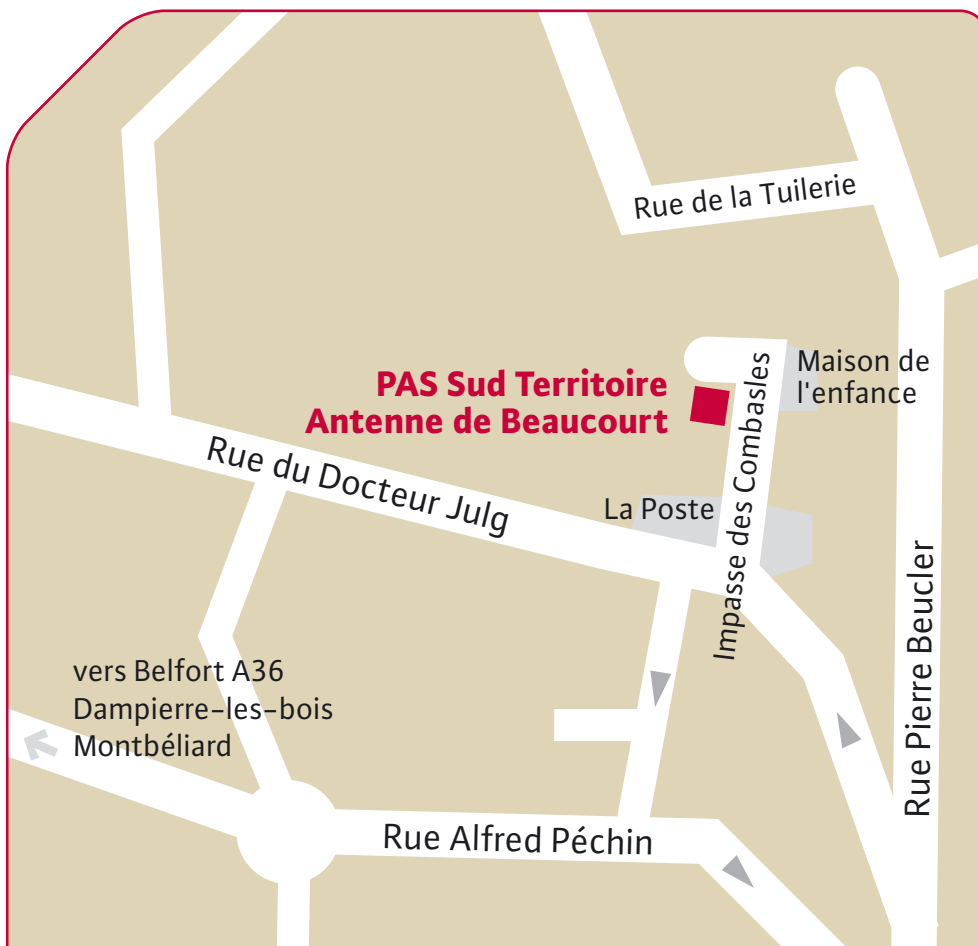 Rue de la Tuilerie
Maison de
l'enfance
PAS Sud Territoire
Antenne de Beaucourt
Impasse des Combasles
Rue du Docteur Julg
La Poste
Rue Pierre Beucler
vers Belfort A36
Dampierre-les-bois
Montbéliard
Rue Alfred Péchin